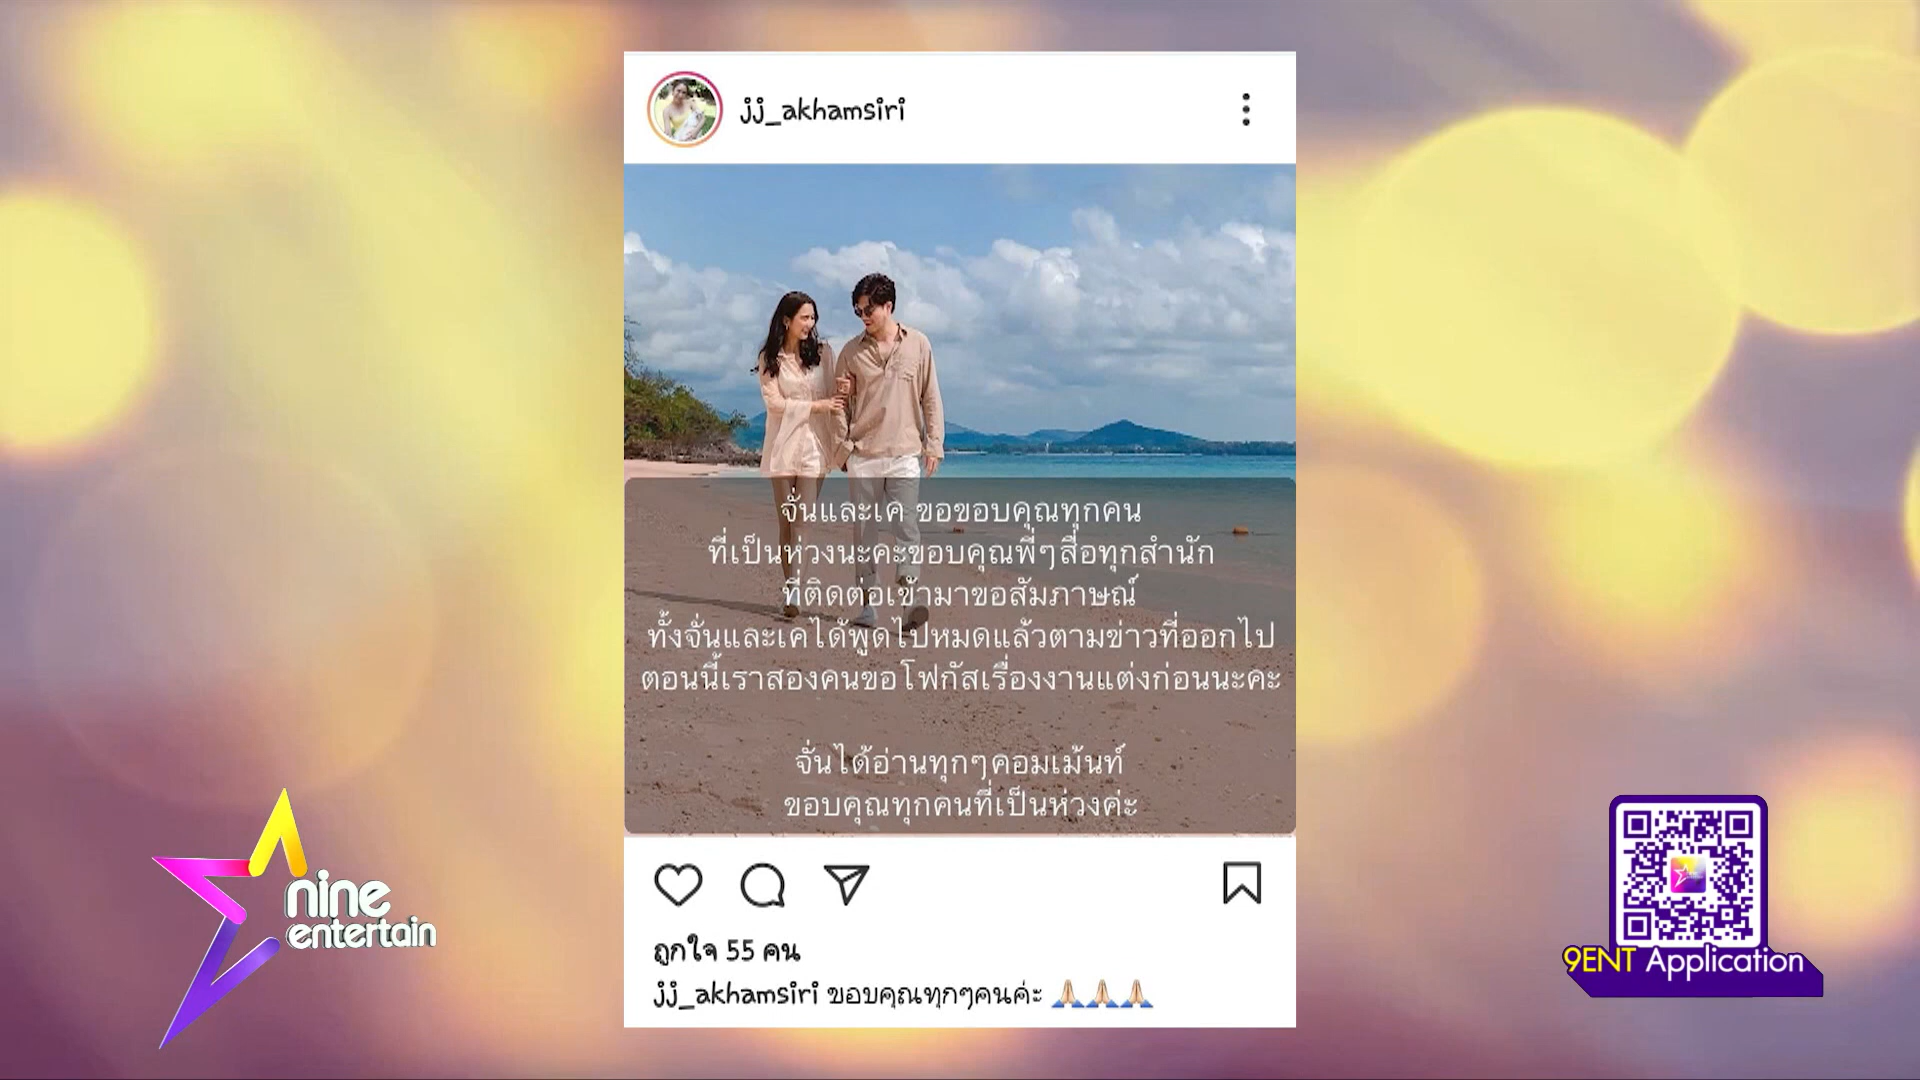 jj_akhamsiri
จั่นและเค ขอขอบคุณทุกคน
ที่เป็นห่วงนะคะขอบคุณพี่ๆสื่อทุกสำนัก
ที่ติดต่อเข้ามาขอสัมภาษณ์
ทั้งจั่นและเคได้พูดไปหมดแล้วตามข่าวที่ออกไป
ตอนนี้เราสองคนขอโฟกัสเรื่องงานแต่งก่อนนะคะ
จั่นได้อ่านทุกๆคอมเม้นท์
ขอบคุณทุกคนที่เป็นห่วงค่ะ
ถูกใจ 55 คน
jj_akhamsiri ขอบคุณทุกๆคนค่ะ 🙏🏻🙏🏻🙏🏻
nine
entertain
9ENT Application